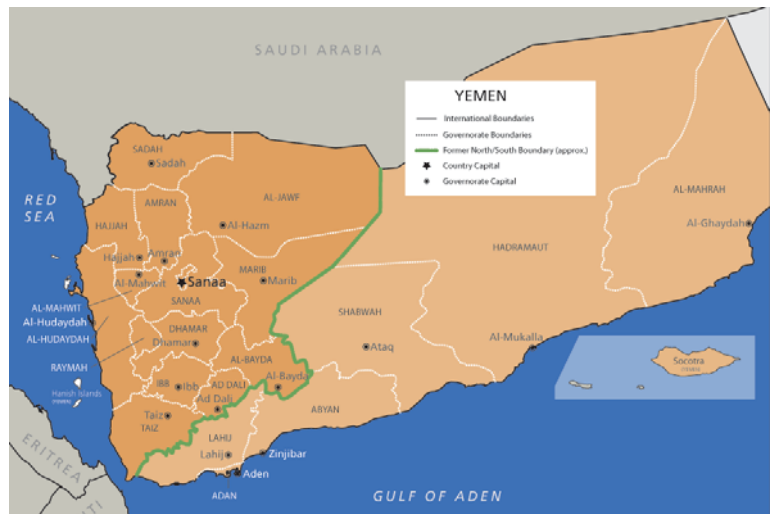 SAUDI ARABIA
YEMEN
International Boundaries
Governorate Boundaries
Former North/South Boundary (approx.)
Country Capital
Governorate Capital
SADAH
Sadah
RED
SEA
AMRAN
AL-JAWF
HAJJAH
Al-Hazm
AL-MAHRAH
Al-Ghaydah
HADRAMAUT
Hajjah
Amran
Al-Mahwit
Sanaa
MARIB
Marib
SANAA
AL-MAHWIT
Al-Hudaydah
AL-HUDAYDAH
SHABWAH
DHAMAR
Dhamar
Ataq
Al-Mukalla
RAYMAH
AL-BAYDA
Al-Bayda
Hanish Islands
(YEMEN)
IBB
Ibb
AD DALI
Ad Dali
Socotra
(YEMEN)
ABYAN
Taiz
TAIZ
LAHIJ
Lahij
Zinjibar
Aden
ADAN
ERITREA
GULF OF ADEN